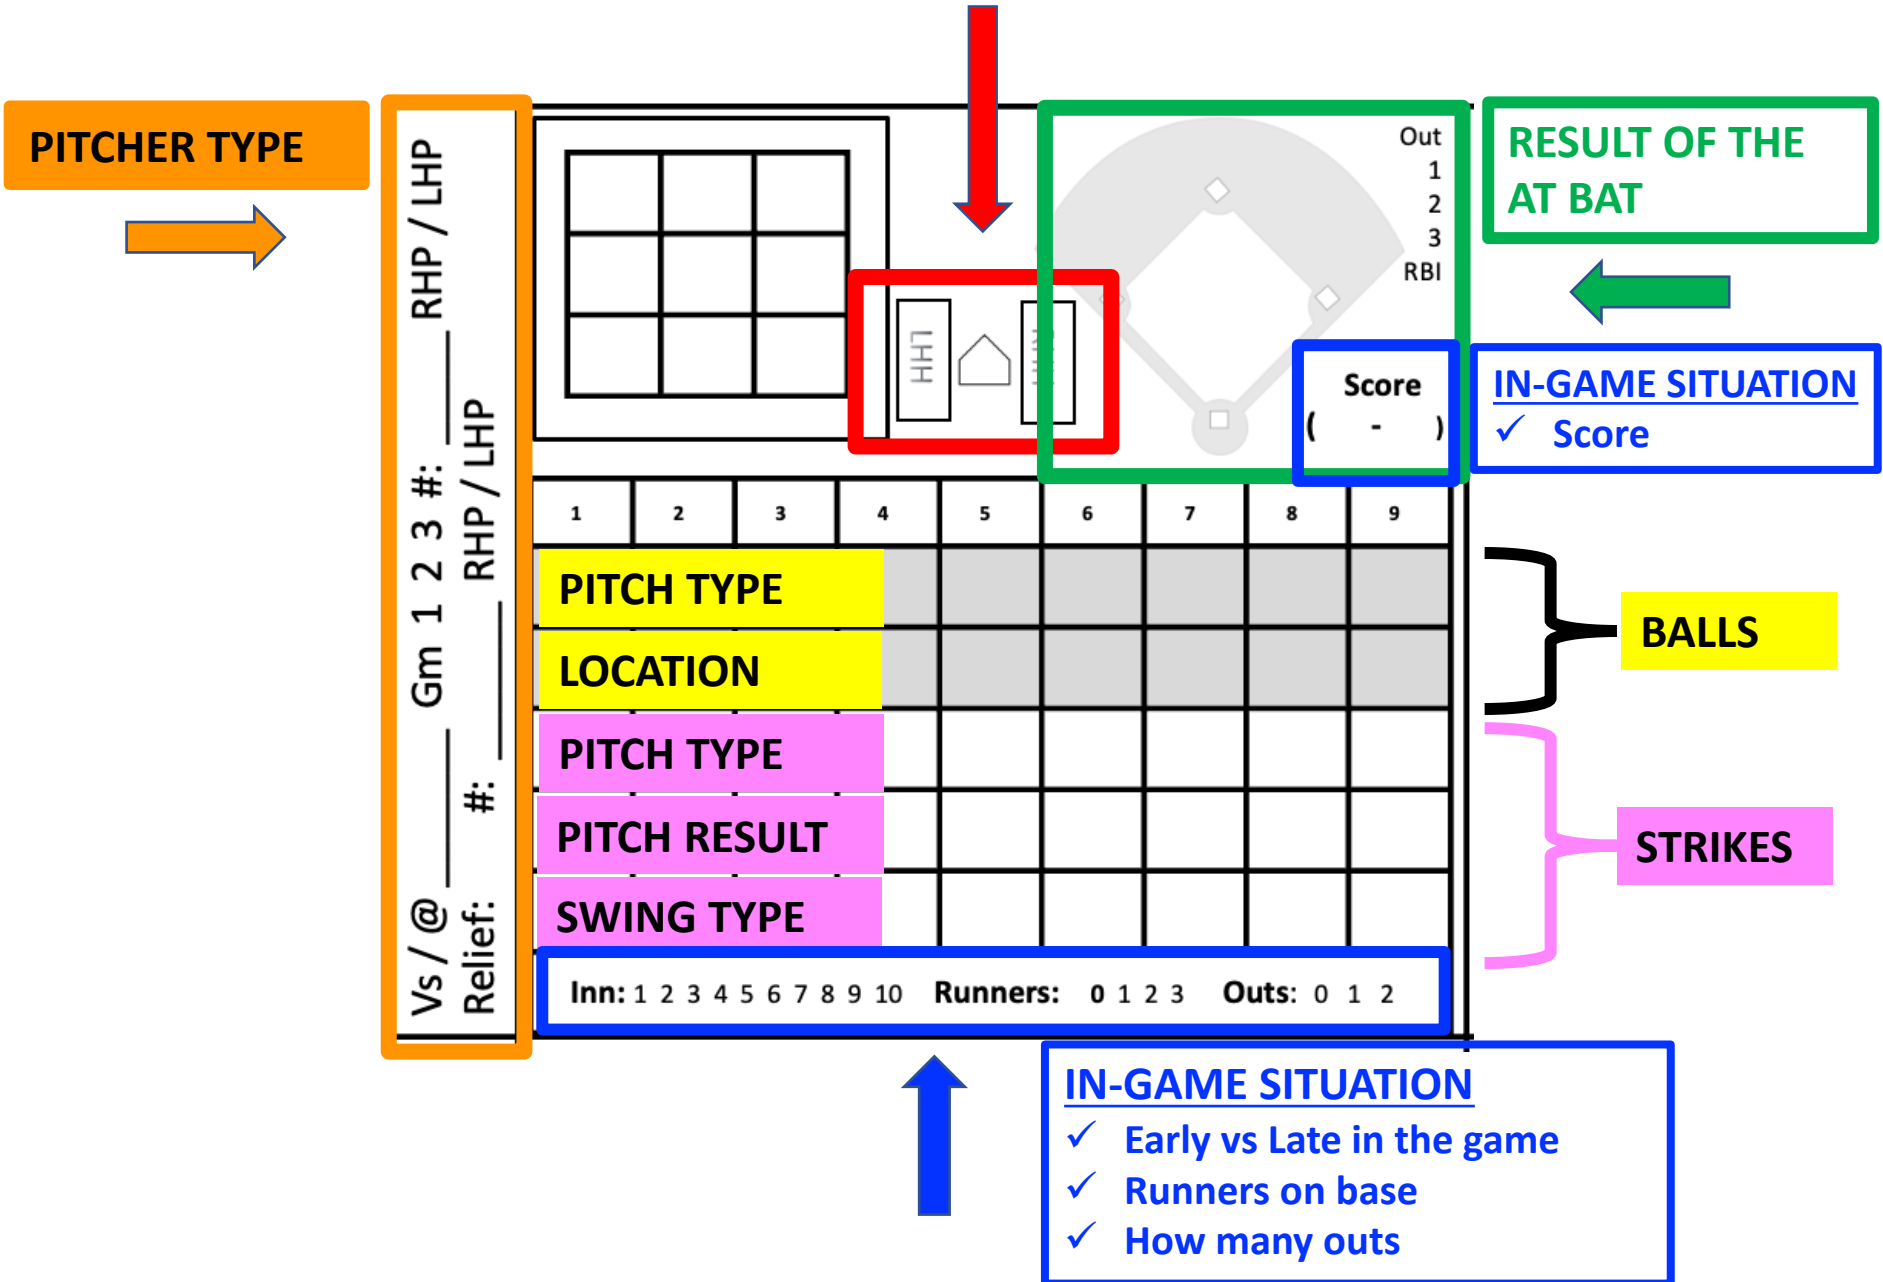 PITCHER TYPE
Vs / @ ______ Gm 1 2 3 #: ____ RHP / LHP
Relief: #: ______ RHP / LHP
LHH
Out
1
2
3
RBI
Score
( - )
RESULT OF THE
AT BAT
IN-GAME SITUATION
✓ Score
1 2 3 4 5 6 7 8 9
PITCH TYPE
LOCATION
BALLS
PITCH TYPE
PITCH RESULT
SWING TYPE
STRIKES
Inn: 1 2 3 4 5 6 7 8 9 10 Runners: 0 1 2 3 Outs: 0 1 2
IN-GAME SITUATION
✓ Early vs Late in the game
✓ Runners on base
✓ How many outs